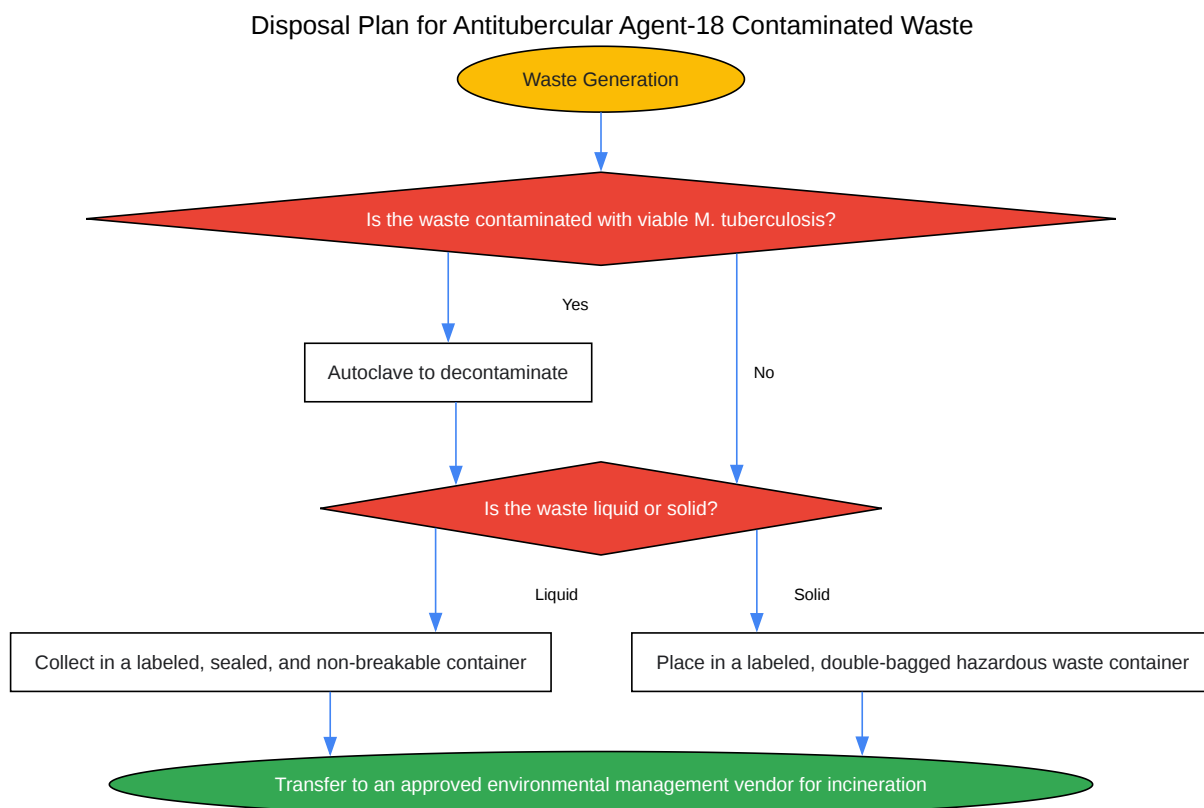 Disposal Plan for Antitubercular Agent-18 Contaminated Waste
Waste Generation
Is the waste contaminated with viable M. tuberculosis?
Yes
Autoclave to decontaminate
No
Is the waste liquid or solid?
Liquid
Solid
Collect in a labeled, sealed, and non-breakable container
Place in a labeled, double-bagged hazardous waste container
Transfer to an approved environmental management vendor for incineration